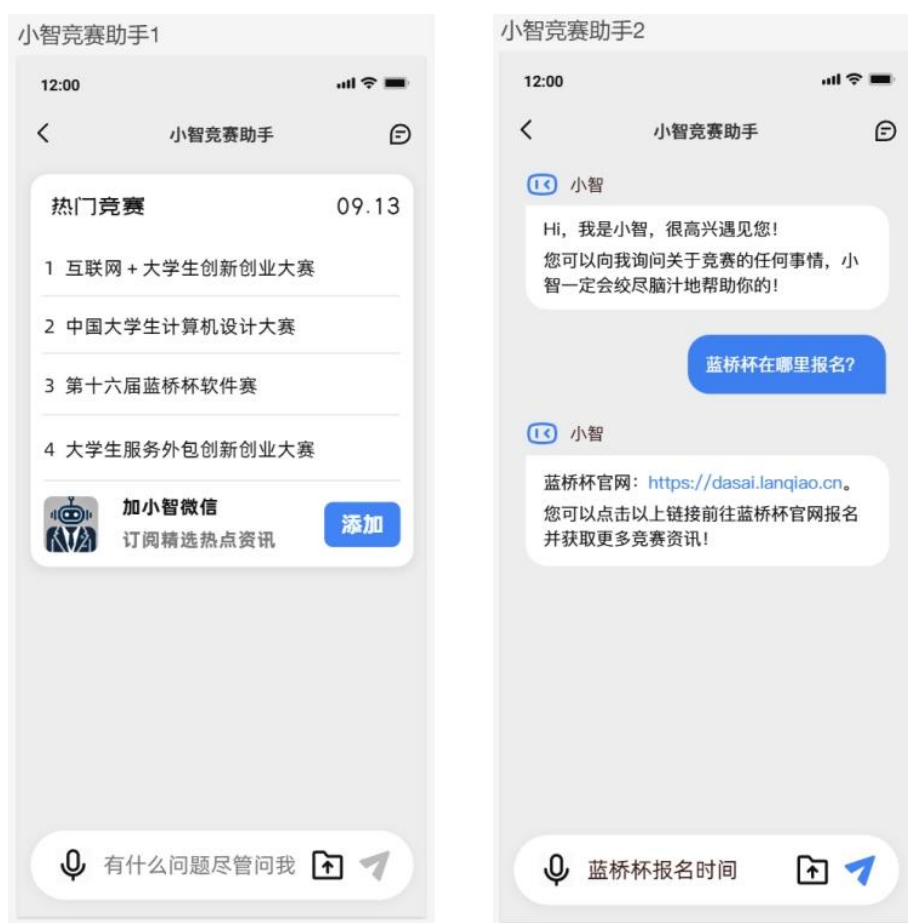 小智竞赛助手1
12:00
小智竞赛助手
热门竞赛 09.13
1 互联网+大学生创新创业大赛
2 中国大学生计算机设计大赛
3 第十六届蓝桥杯软件赛
4 大学生服务外包创新创业大赛
加小智微信
订阅精选热点资讯
添加
有什么问题尽管问我
小智竞赛助手2
12:00
小智竞赛助手
小智
Hi，我是小智，很高兴遇见您！
您可以向我询问关于竞赛的任何事情，小
智一定会绞尽脑汁地帮助你的！
蓝桥杯在哪里报名？
小智
蓝桥杯官网：https://dasai.lanqiao.cn。
您可以点击以上链接前往蓝桥杯官网报名
并获取更多竞赛资讯！
蓝桥杯报名时间